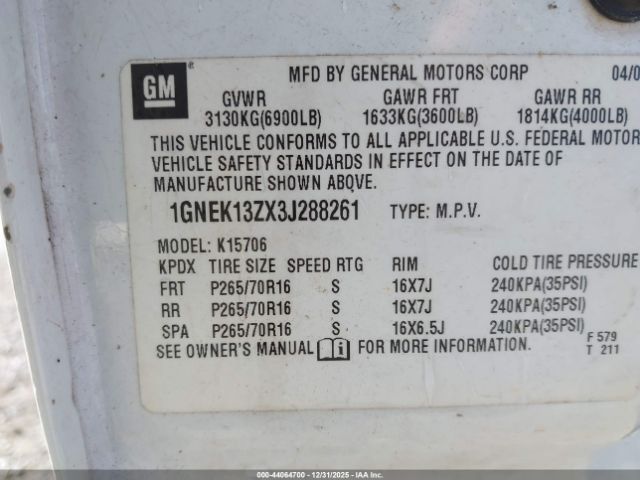 GM
MFD BY GENERAL MOTORS CORP 04/0
GVWR GAWR FRT GAWR RR
3130KG(6900LB) 1633KG(3600LB) 1814KG(4000LB)
THIS VEHICLE CONFORMS TO ALL APPLICABLE U.S. FEDERAL MOTOR
VEHICLE SAFETY STANDARDS IN EFFECT ON THE DATE OF
MANUFACTURE SHOWN ABOVE.
1GNEK13ZX3J288261 TYPE: M.P.V.
MODEL: K15706
KPDX TIRE SIZE SPEED RTG RIM COLD TIRE PRESSURE
FRT P265/70R16 S 16X7J 240KPA(35PSI)
RR P265/70R16 S 16X7J 240KPA(35PSI)
SPA P265/70R16 S 16X6.5J 240KPA(35PSI)
SEE OWNER'S MANUAL FOR MORE INFORMATION.
F 579
T 211
000-44064700 - 12/31/2025 - IAAI, Inc. Copyright